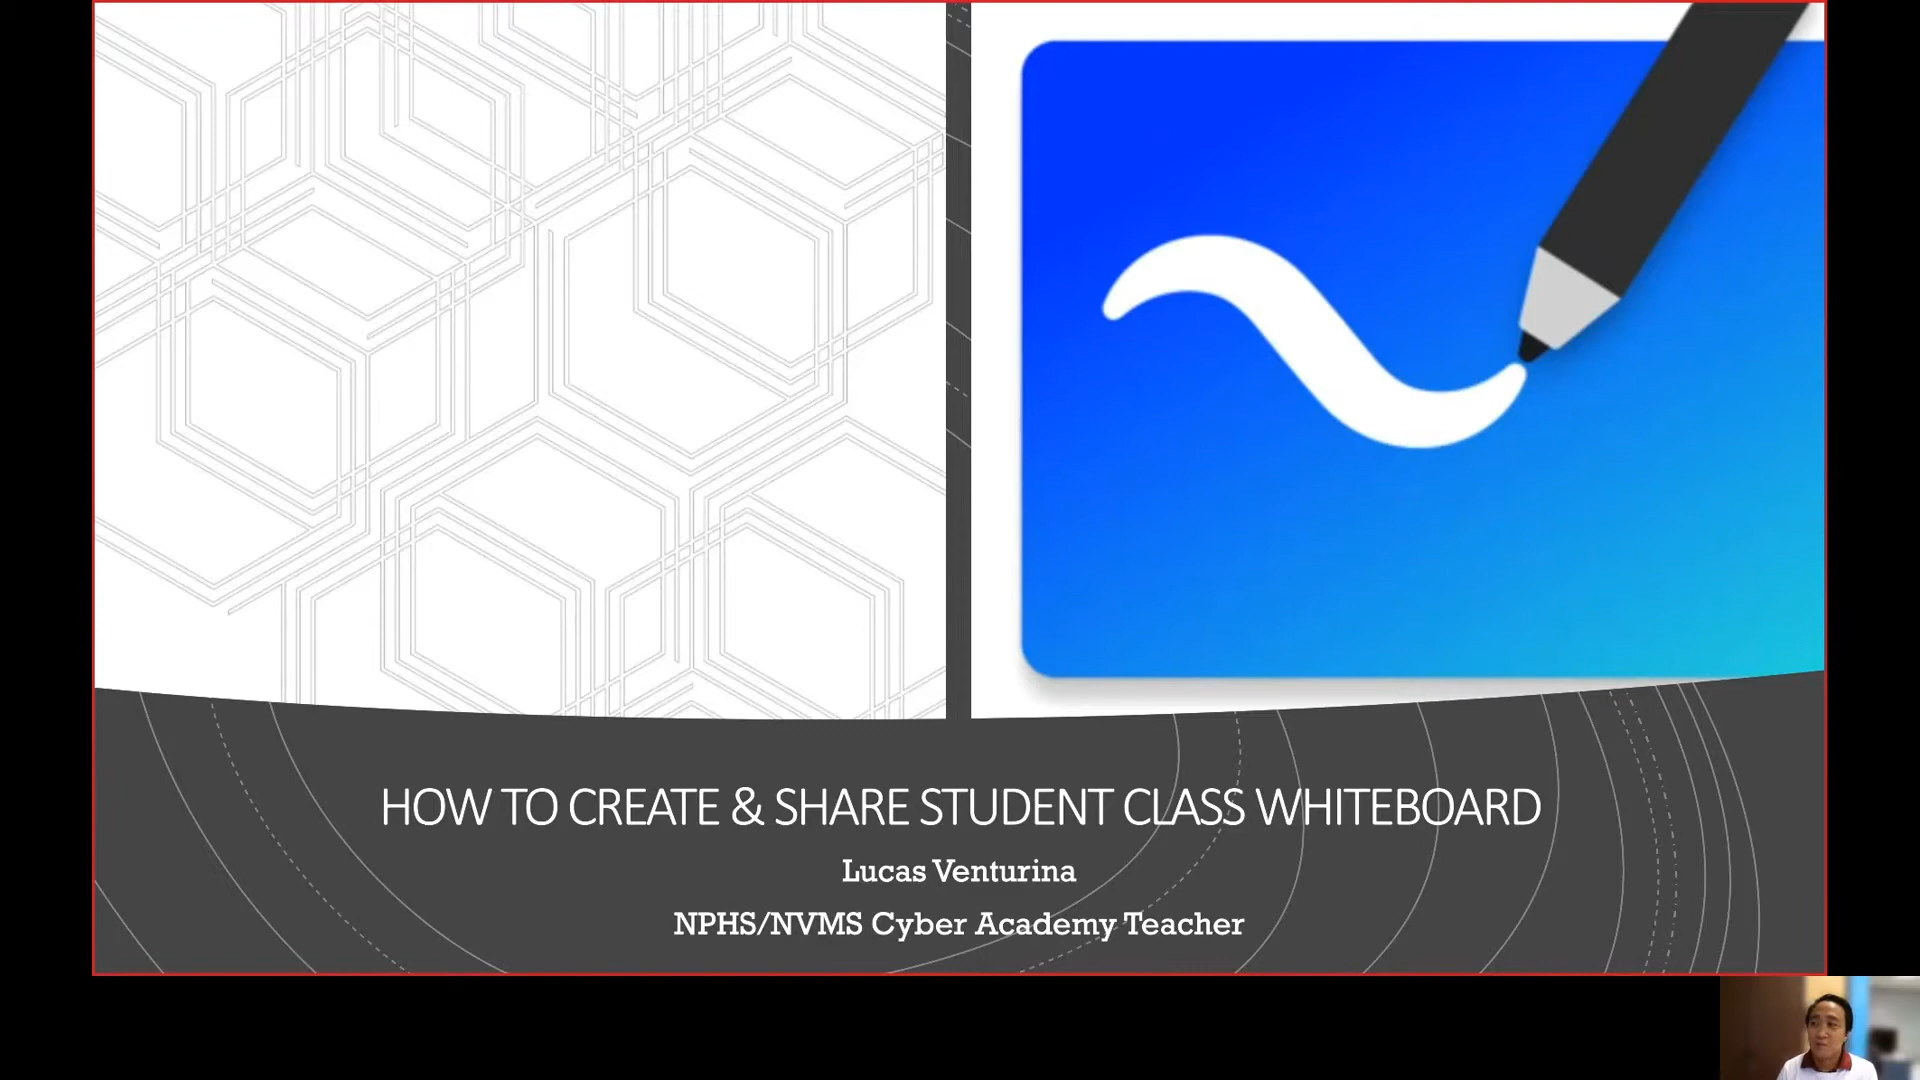 HOW TO CREATE & SHARE STUDENT CLASS WHITEBOARD
Lucas Venturina
NPHS/NVMS Cyber Academy Teacher